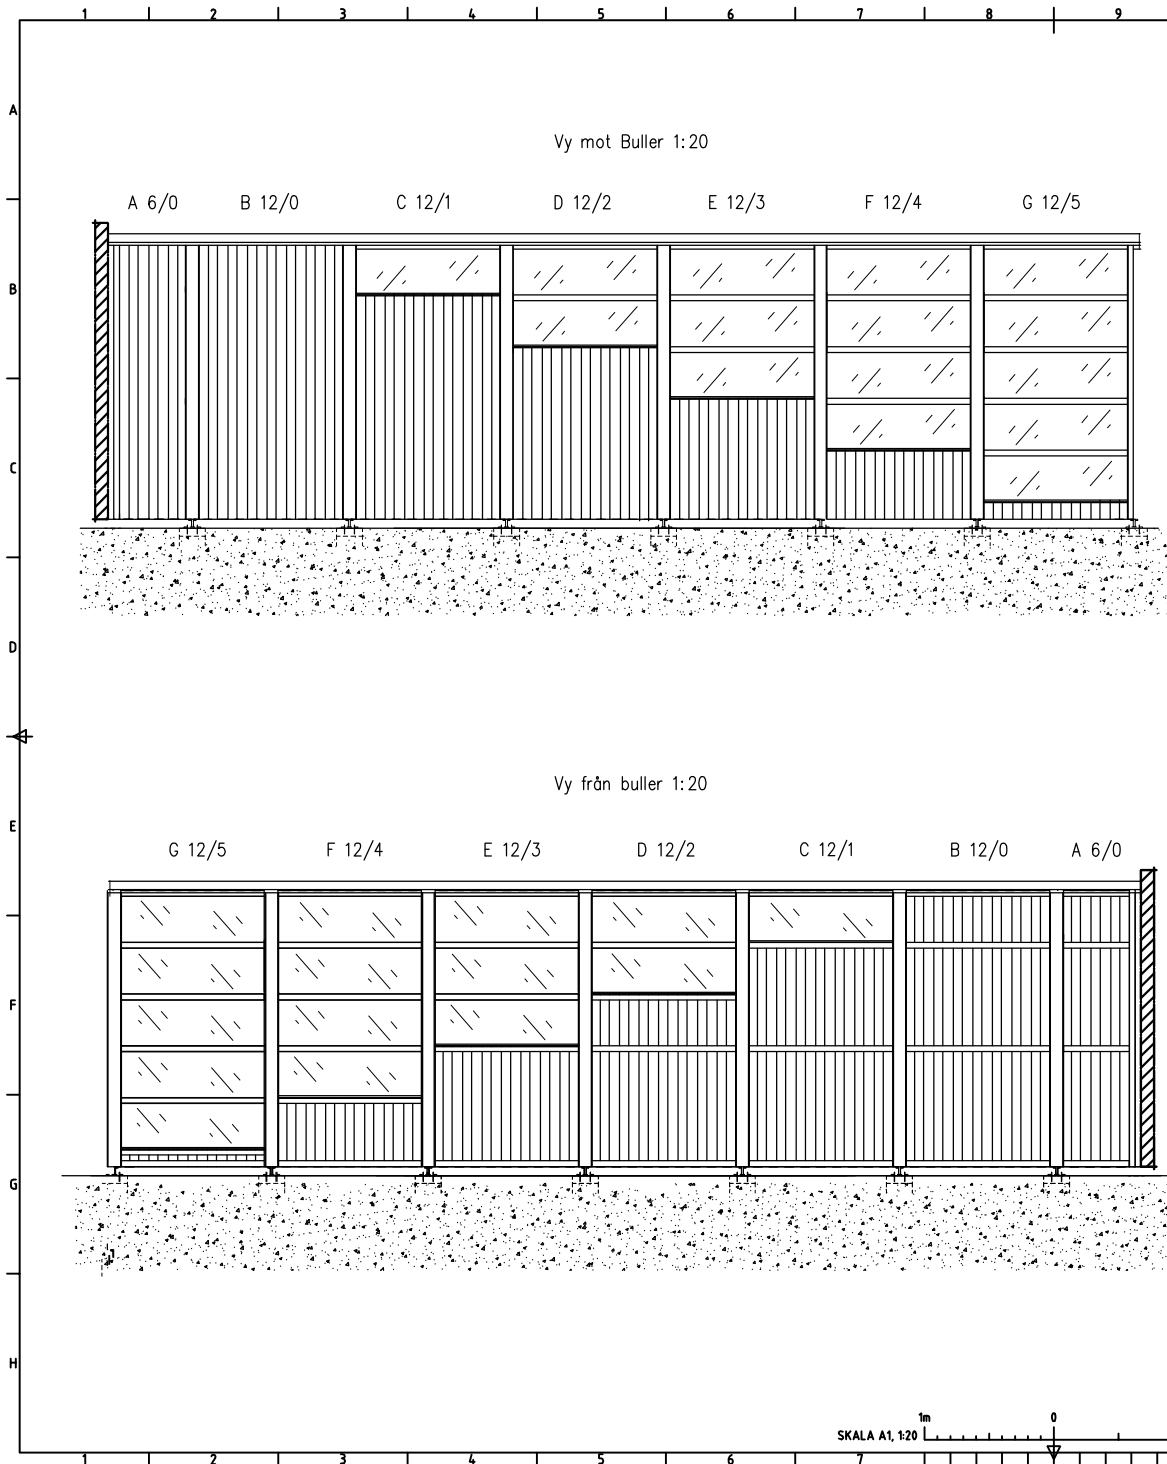 1 2 3 4 5 6 7 8 9
A
Vy mot Buller 1:20
A 6/0 B 12/0 C 12/1 D 12/2 E 12/3 F 12/4 G 12/5
B
C
D
Vy från buller 1:20
E
G 12/5 F 12/4 E 12/3 D 12/2 C 12/1 B 12/0 A 6/0
F
G
H
1m 0
SKALA A1, 1:20
1 2 3 4 5 6 7 8 9